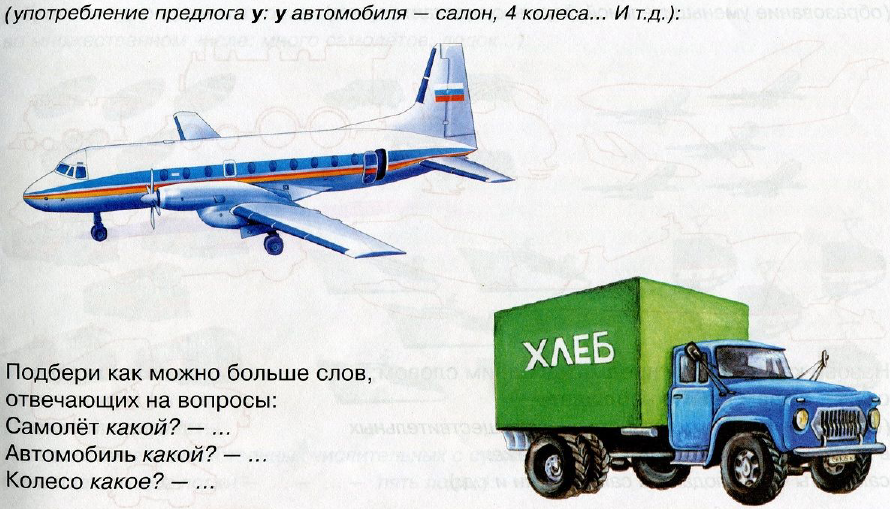 (употребление предлога у: у автомобиля — салон, 4 колеса... И т.д.):
ХЛЕБ
Подбери как можно больше слов,
отвечающих на вопросы:
Самолёт какой? — ...
Автомобиль какой? — ...
Колесо какое? — ...